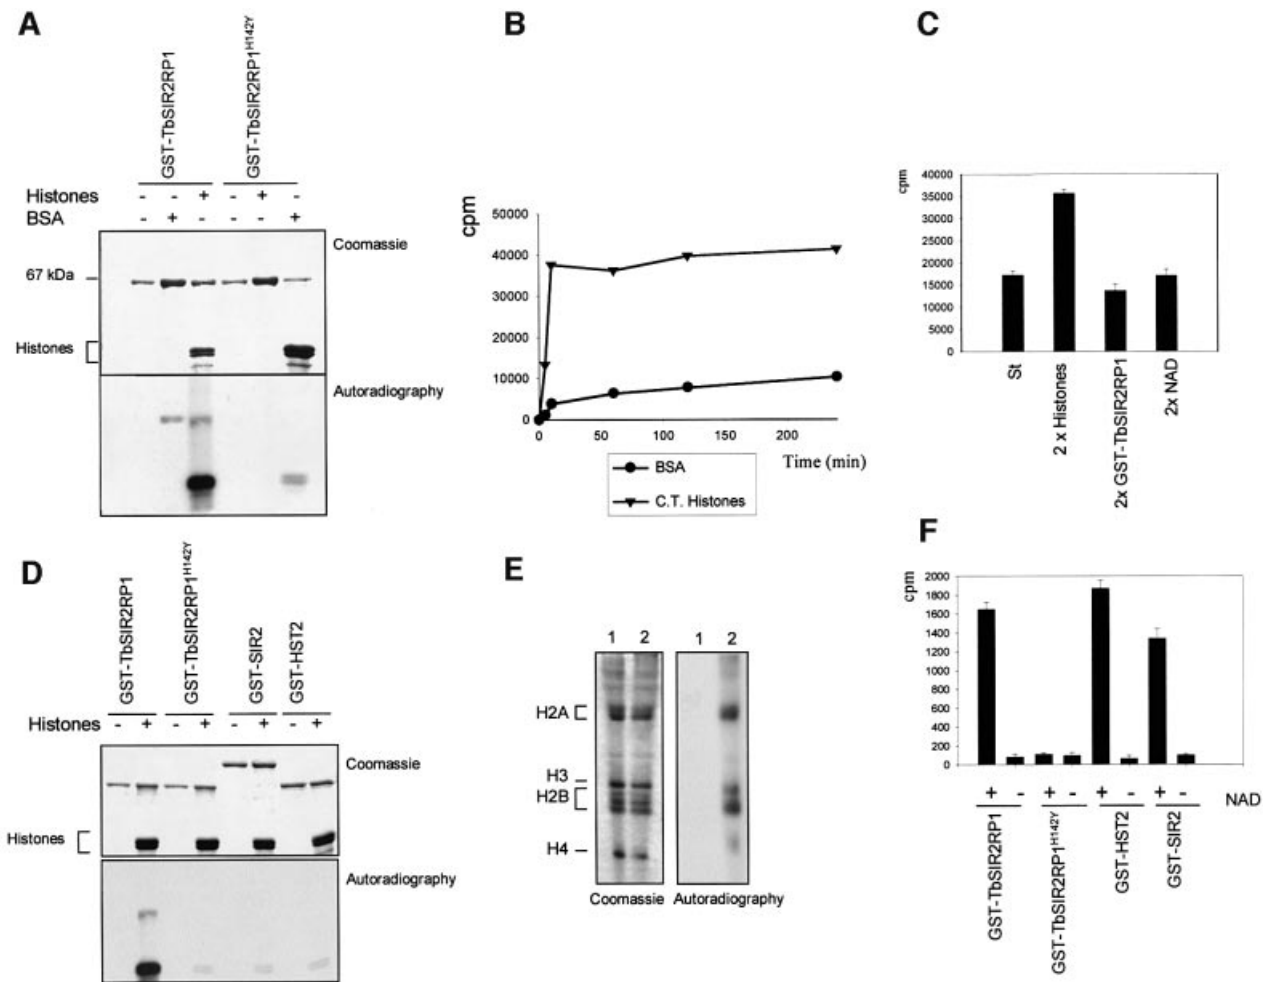 A
GST-TbSIR2RP1
GST-TbSIR2RP1H142Y
Histones - - + - + -
BSA - + - - - +
Coomassie
67 kDa
Histones
Autoradiography
B
cpm
50000
40000
30000
20000
10000
0
0 50 100 150 200
Time (min)
BSA
C.T. Histones
C
cpm
40000
35000
30000
25000
20000
15000
10000
5000
0
St
2 x Histones
2x GST-TbSIR2RP1
2x NAD
D
GST-TbSIR2RP1
GST-TbSIR2RP1H142Y
GST-SIR2
GST-HST2
Histones - + - + - + - +
Coomassie
Histones
Autoradiography
E
1 2 1 2
H2A
H3
H2B
H4
Coomassie Autoradiography
F
cpm
2000
1800
1600
1400
1200
1000
800
600
400
200
0
+ - + - + - + - NAD
GST-TbSIR2RP1
GST-TbSIR2RP1H142Y
GST-HST2
GST-SIR2